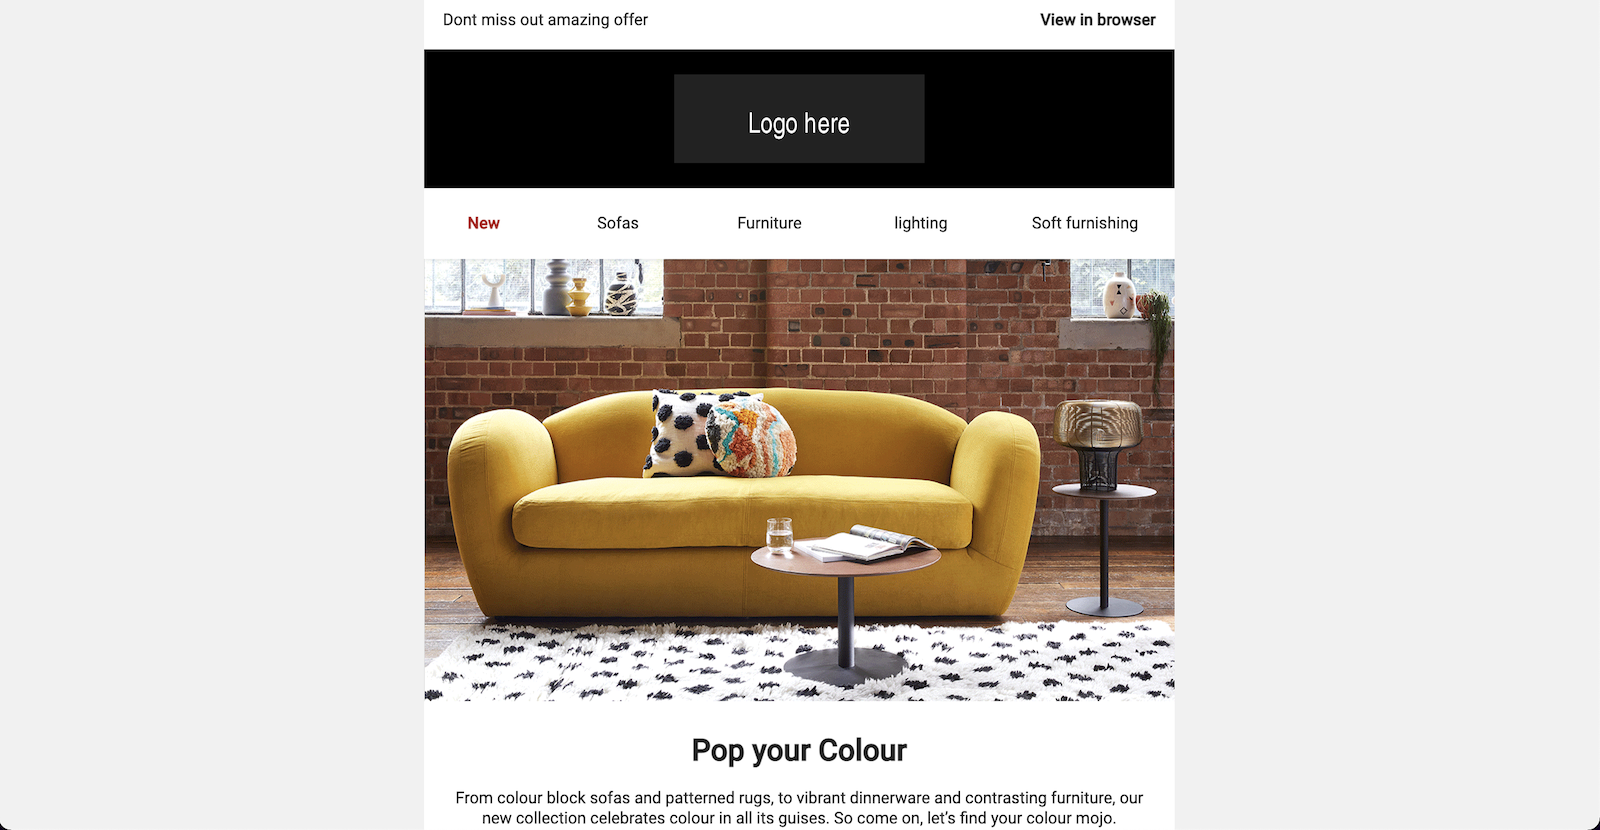 Dont miss out amazing offer
View in browser
Logo here
New
Sofas
Furniture
lighting
Soft furnishing
Pop your Colour
From colour block sofas and patterned rugs, to vibrant dinnerware and contrasting furniture, our
new collection celebrates colour in all its guises. So come on, let’s find your colour mojo.